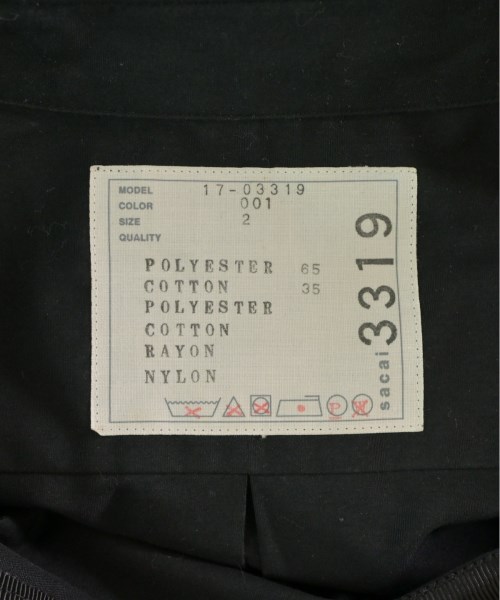 MODEL 17-03319
COLOR 001
SIZE 2
QUALITY
POLYESTER 65
COTTON 35
POLYESTER
COTTON
RAYON
NYLON
P W
sacai 3319